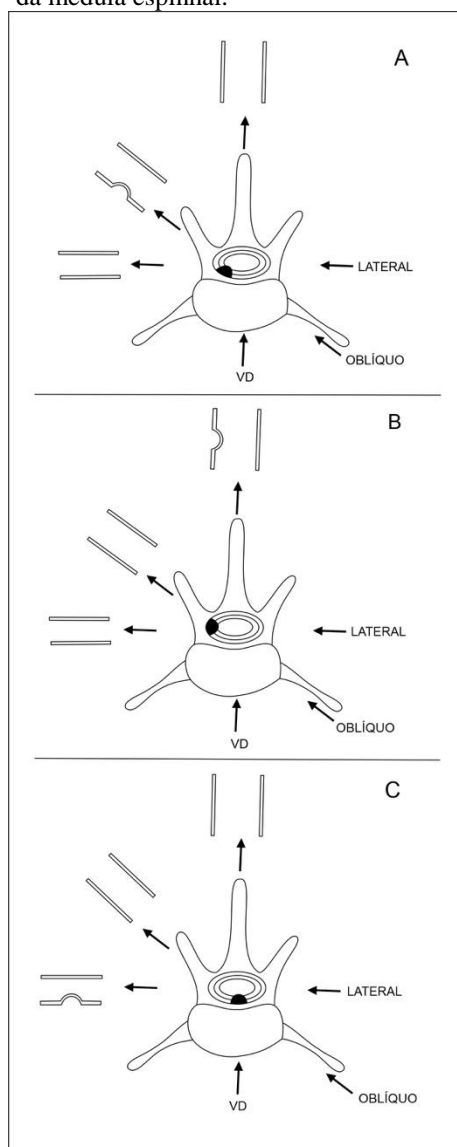 da medula espinhal.
A
LATERAL
OBLÍQUO
VD
B
LATERAL
OBLÍQUO
VD
C
LATERAL
OBLÍQUO
VD